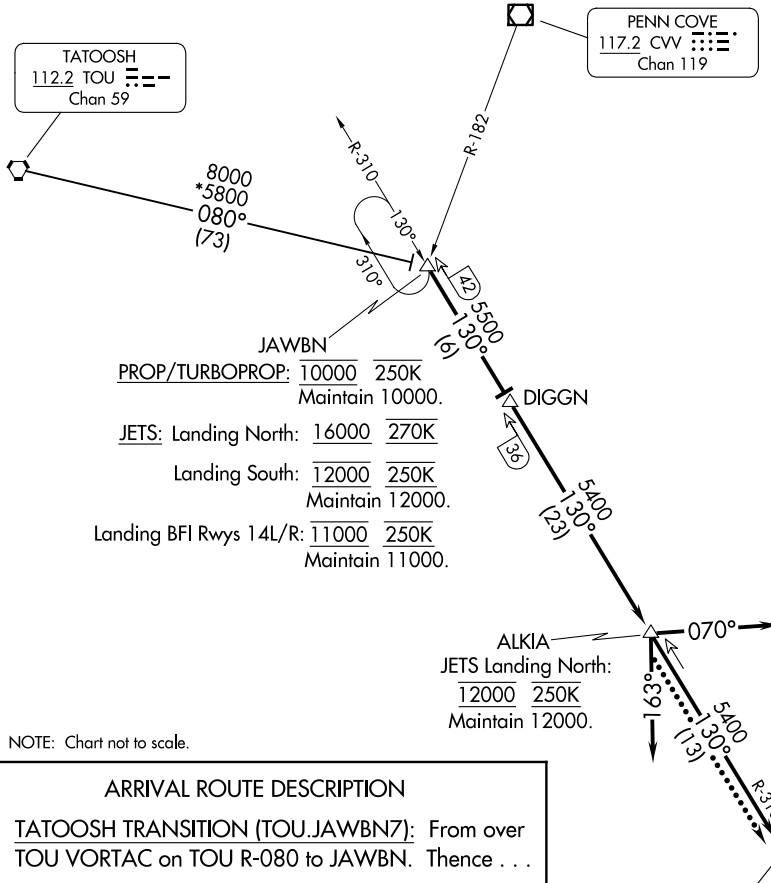 TATOOSH
112.2 TOU
Chan 59
PENN COVE
117.2 CVV
Chan 119
R-182
R-310
8000
*5800
080°
(73)
130°
310°
42
5500
130°
(6)
JAWBN
PROP/TURBOPROP: 10000 250K
Maintain 10000.
JETS: Landing North: 16000 270K
Landing South: 12000 250K
Maintain 12000.
Landing BFI Rwys 14L/R: 11000 250K
Maintain 11000.
DIGGN
36
5400
130°
(23)
ALKIA
JETS Landing North:
12000 250K
Maintain 12000.
070°
163°
5400
130°
(13)
NOTE: Chart not to scale.
ARRIVAL ROUTE DESCRIPTION
TATOOSH TRANSITION (TOU.JAWBN7): From over
TOU VORTAC on TOU R-080 to JAWBN. Thence . . .